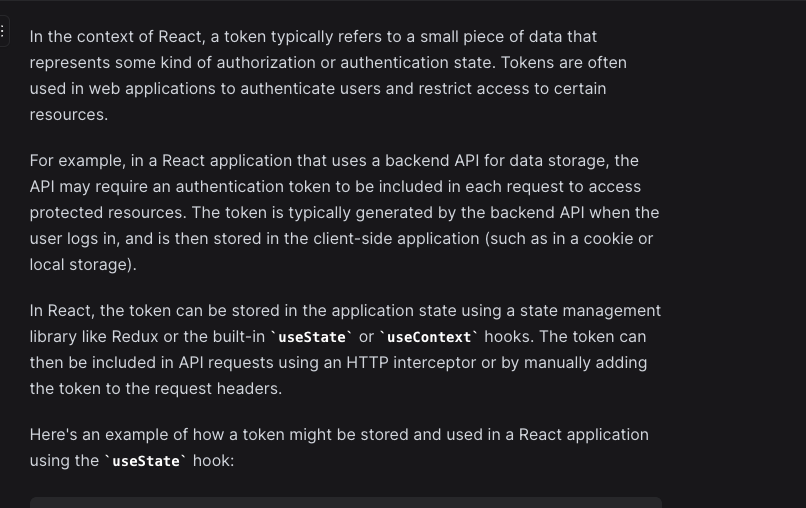 In the context of React, a token typically refers to a small piece of data that
represents some kind of authorization or authentication state. Tokens are often
used in web applications to authenticate users and restrict access to certain
resources.
For example, in a React application that uses a backend API for data storage, the
API may require an authentication token to be included in each request to access
protected resources. The token is typically generated by the backend API when the
user logs in, and is then stored in the client-side application (such as in a cookie or
local storage).
In React, the token can be stored in the application state using a state management
library like Redux or the built-in `useState` or `useContext` hooks. The token can
then be included in API requests using an HTTP interceptor or by manually adding
the token to the request headers.
Here's an example of how a token might be stored and used in a React application
using the `useState` hook: